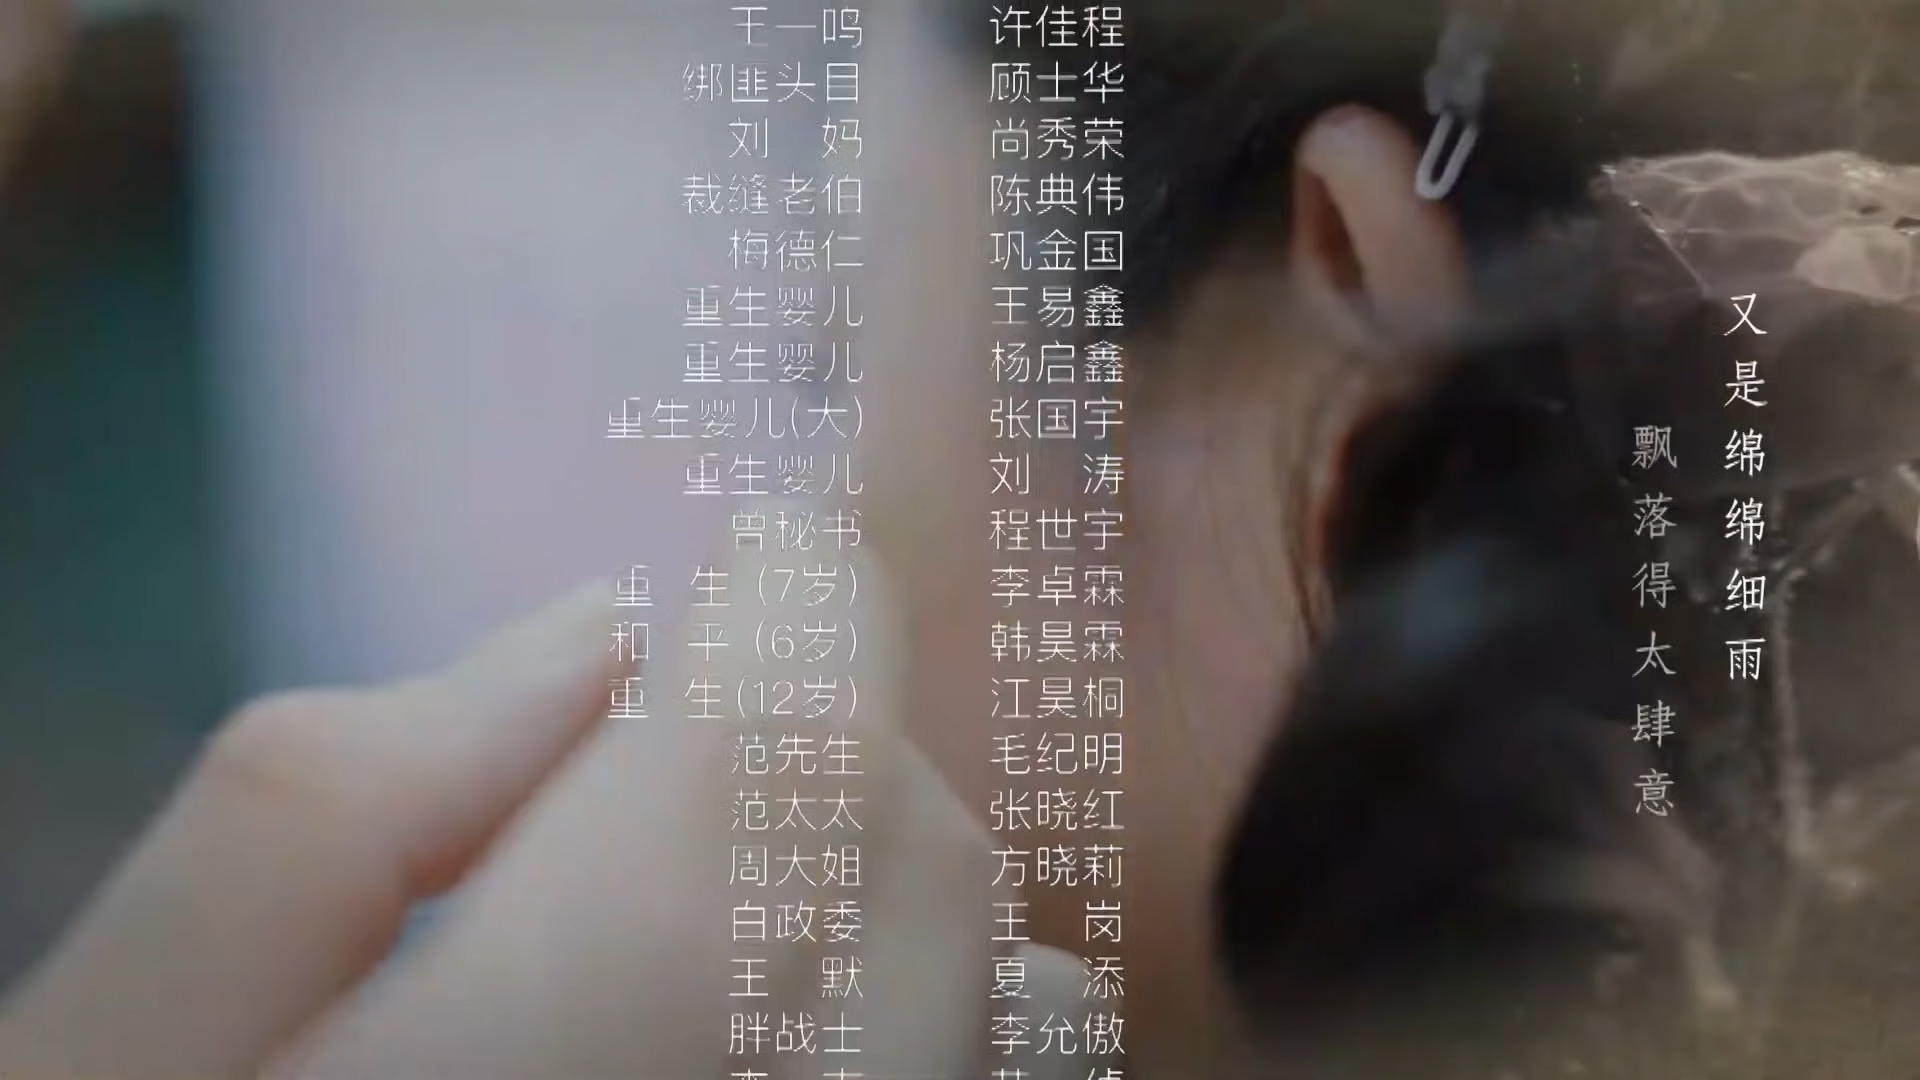 王一鸣 许佳程
绑匪头目 顾士华
刘妈 尚秀荣
裁缝老伯 陈典伟
梅德仁 巩金国
重生婴儿 王易鑫
重生婴儿 杨启鑫
重生婴儿(大) 张国宇
重生婴儿 刘涛
曾秘书 程世宇
重生(7岁) 李卓霖
和平(6岁) 韩昊霖
重生(12岁) 江昊桐
范先生 毛纪明
范太太 张晓红
周大姐 方晓莉
白政委 王岗
王默 夏添
胖战士 李允傲
又是绵绵细雨
飘落得太肆意